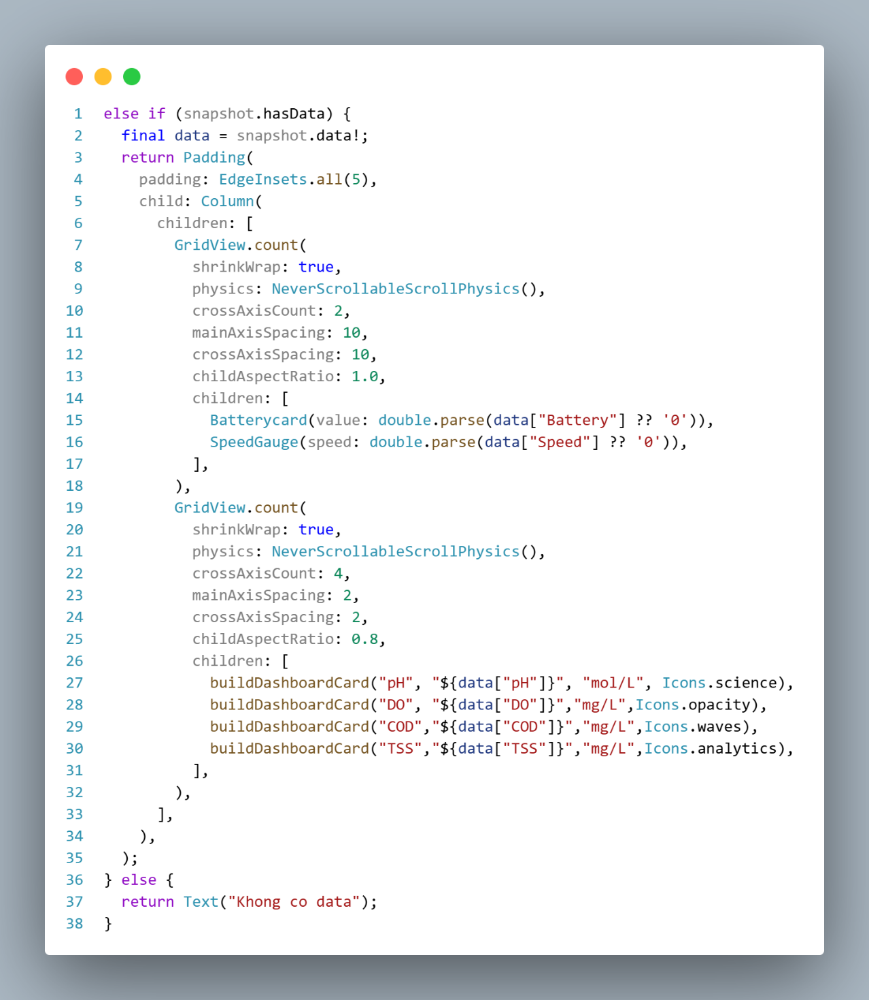 1 else if (snapshot.hasData) {
2   final data = snapshot.data!;
3   return Padding(
4     padding: EdgeInsets.all(5),
5     child: Column(
6       children: [
7         GridView.count(
8           shrinkWrap: true,
9           physics: NeverScrollableScrollPhysics(),
10           crossAxisCount: 2,
11           mainAxisSpacing: 10,
12           crossAxisSpacing: 10,
13           childAspectRatio: 1.0,
14           children: [
15             Batterycard(value: double.parse(data["Battery"] ?? '0')),
16             SpeedGauge(speed: double.parse(data["Speed"] ?? '0')),
17           ],
18         ),
19         GridView.count(
20           shrinkWrap: true,
21           physics: NeverScrollableScrollPhysics(),
22           crossAxisCount: 4,
23           mainAxisSpacing: 2,
24           crossAxisSpacing: 2,
25           childAspectRatio: 0.8,
26           children: [
27             buildDashboardCard("pH", "${data["pH"]}", "mol/L", Icons.science),
28             buildDashboardCard("DO", "${data["DO"]}","mg/L",Icons.opacity),
29             buildDashboardCard("COD","${data["COD"]}","mg/L",Icons.waves),
30             buildDashboardCard("TSS","${data["TSS"]}","mg/L",Icons.analytics),
31           ],
32         ),
33       ],
34     ),
35   );
36 } else {
37   return Text("Khong co data");
38 }